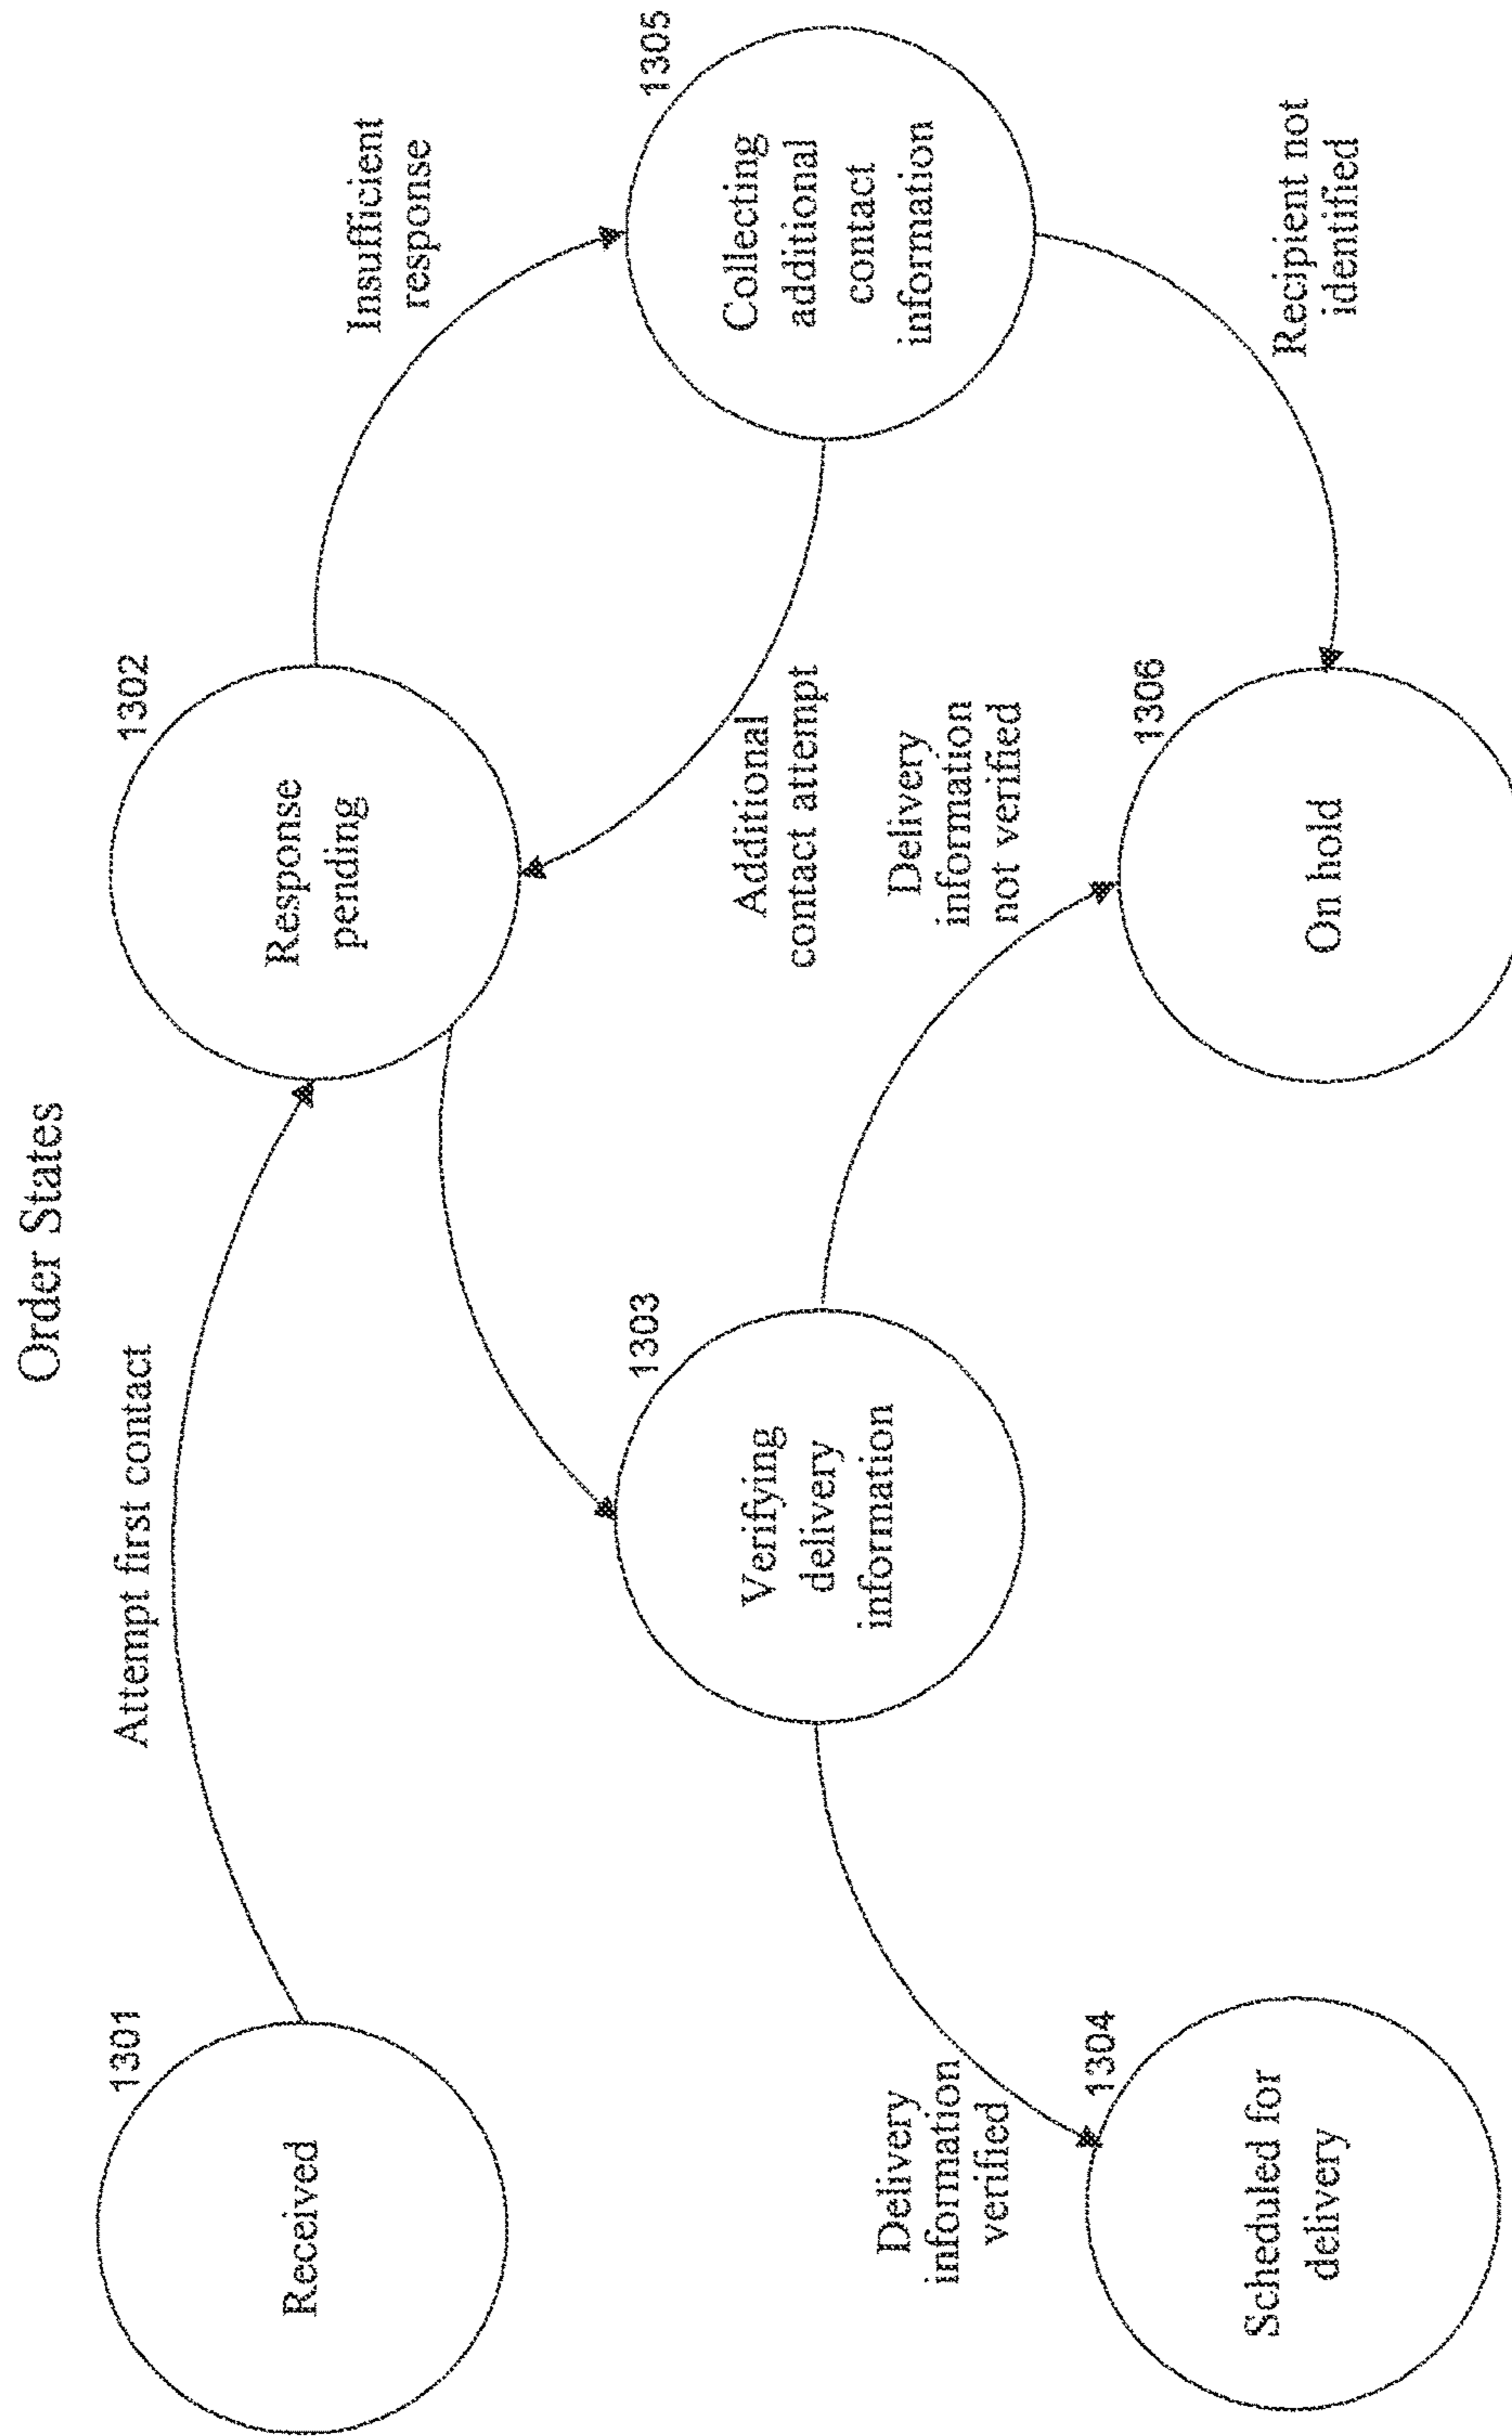 Order States
1301
Received
Attempt first contact
1302
Response
pending
Insufficient
response
1305
Collecting
additional
contact
information
Additional
contact attempt
1303
Verifying
delivery
information
Delivery
information
verified
1304
Scheduled for
delivery
Delivery
information
not verified
1306
On hold
Recipient not
identified